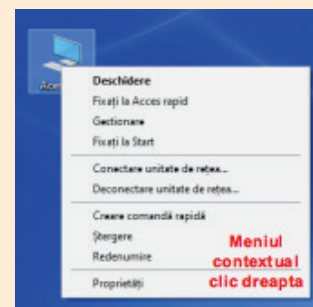 Deschidere
Fixați la Acces rapid
Gestionare
Fixați la Start
Conectare unitate de rețea...
Deconectare unitate de rețea...
Creare comandă rapidă
Ștergere
Redenumire
Proprietăți
Meniul
contextual
clic dreapta